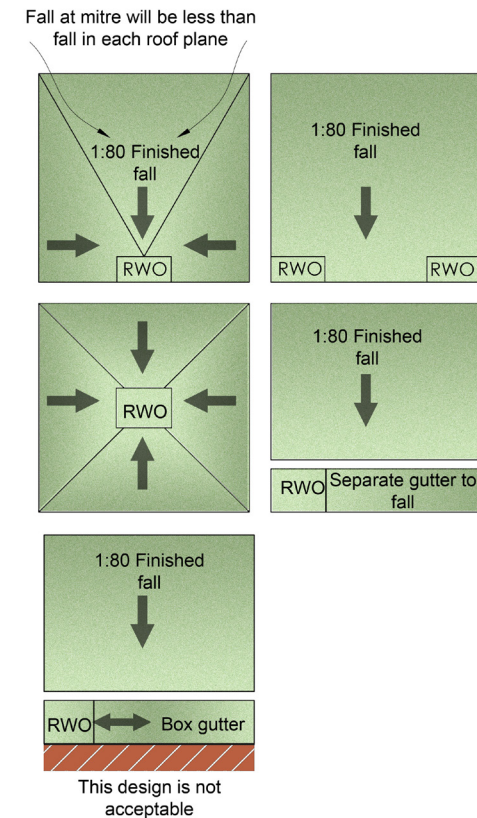 Fall at mitre will be less than
fall in each roof plane
1:80 Finished
fall
RWO
1:80 Finished
fall
RWO
RWO
RWO
1:80 Finished
fall
RWO
Separate gutter to
fall
1:80 Finished
fall
RWO
Box gutter
This design is not
acceptable